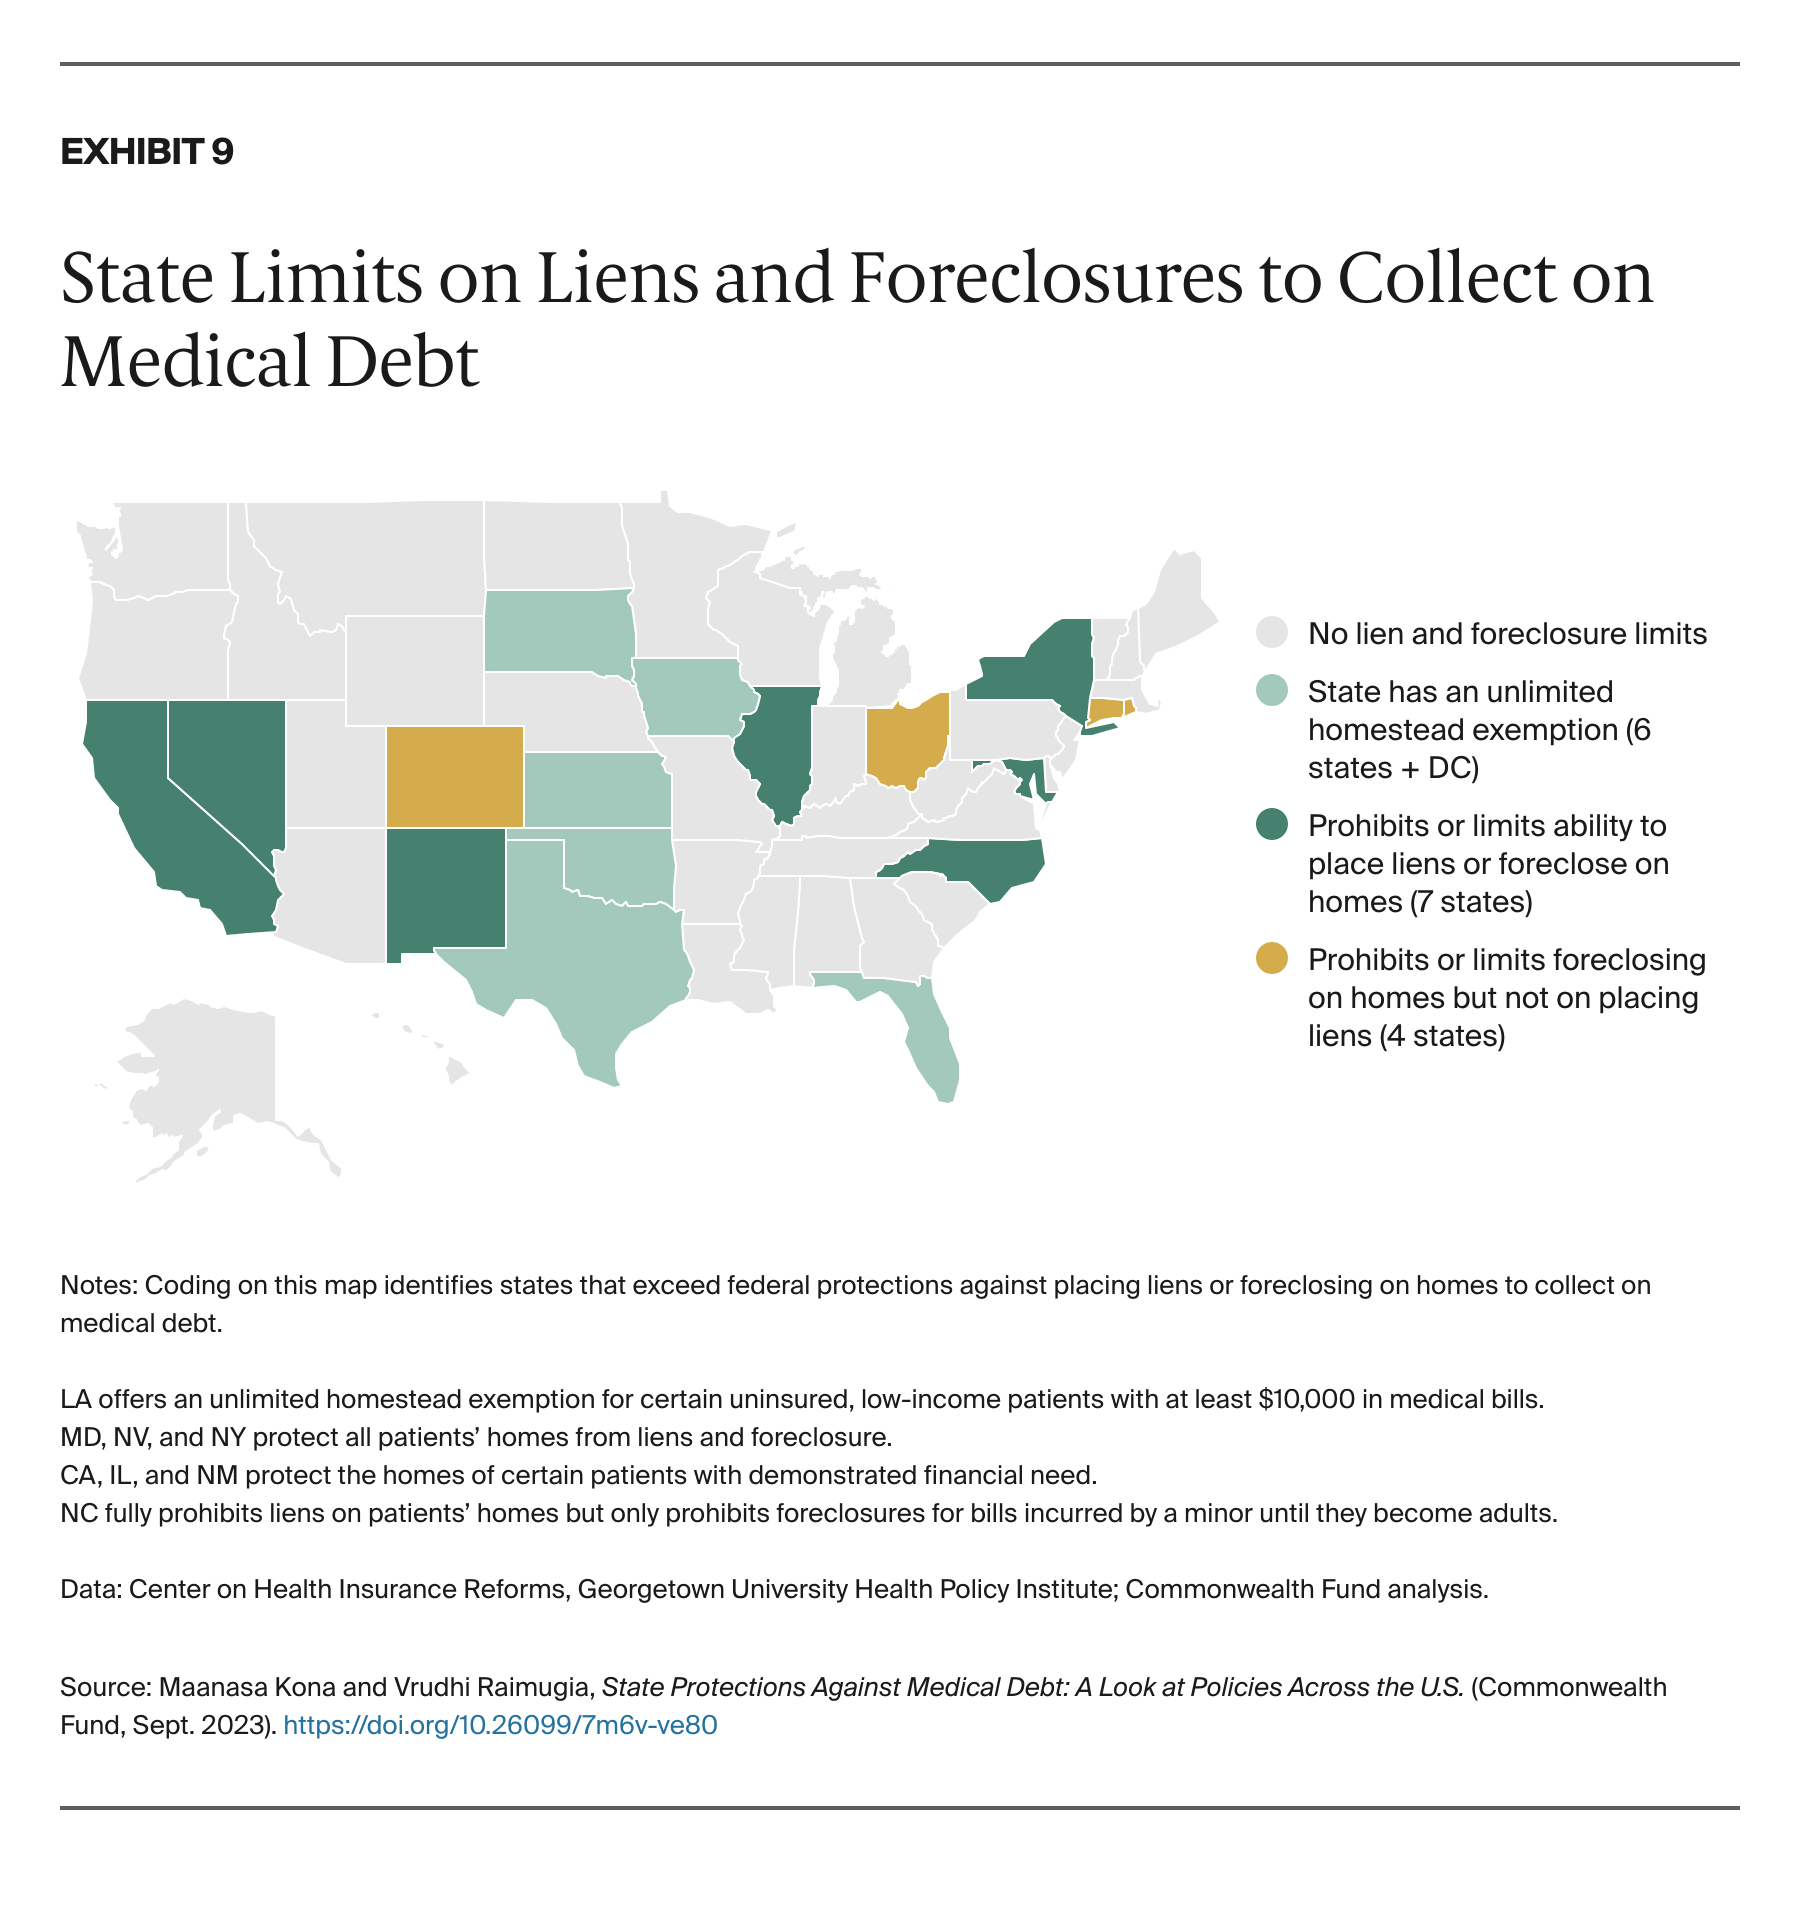 EXHIBIT 9
State Limits on Liens and Foreclosures to Collect on
Medical Debt
No lien and foreclosure limits
State has an unlimited
homestead exemption (6
states + DC)
Prohibits or limits ability to
place liens or foreclose on
homes (7 states)
Prohibits or limits foreclosing
on homes but not on placing
liens (4 states)
Notes: Coding on this map identifies states that exceed federal protections against placing liens or foreclosing on homes to collect on
medical debt.
LA offers an unlimited homestead exemption for certain uninsured, low-income patients with at least $10,000 in medical bills.
MD, NV, and NY protect all patients’ homes from liens and foreclosure.
CA, IL, and NM protect the homes of certain patients with demonstrated financial need.
NC fully prohibits liens on patients’ homes but only prohibits foreclosures for bills incurred by a minor until they become adults.
Data: Center on Health Insurance Reforms, Georgetown University Health Policy Institute; Commonwealth Fund analysis.
Source: Maanasa Kona and Vrudhi Raimugia, State Protections Against Medical Debt: A Look at Policies Across the U.S. (Commonwealth
Fund, Sept. 2023). https://doi.org/10.26099/7m6v-ve80